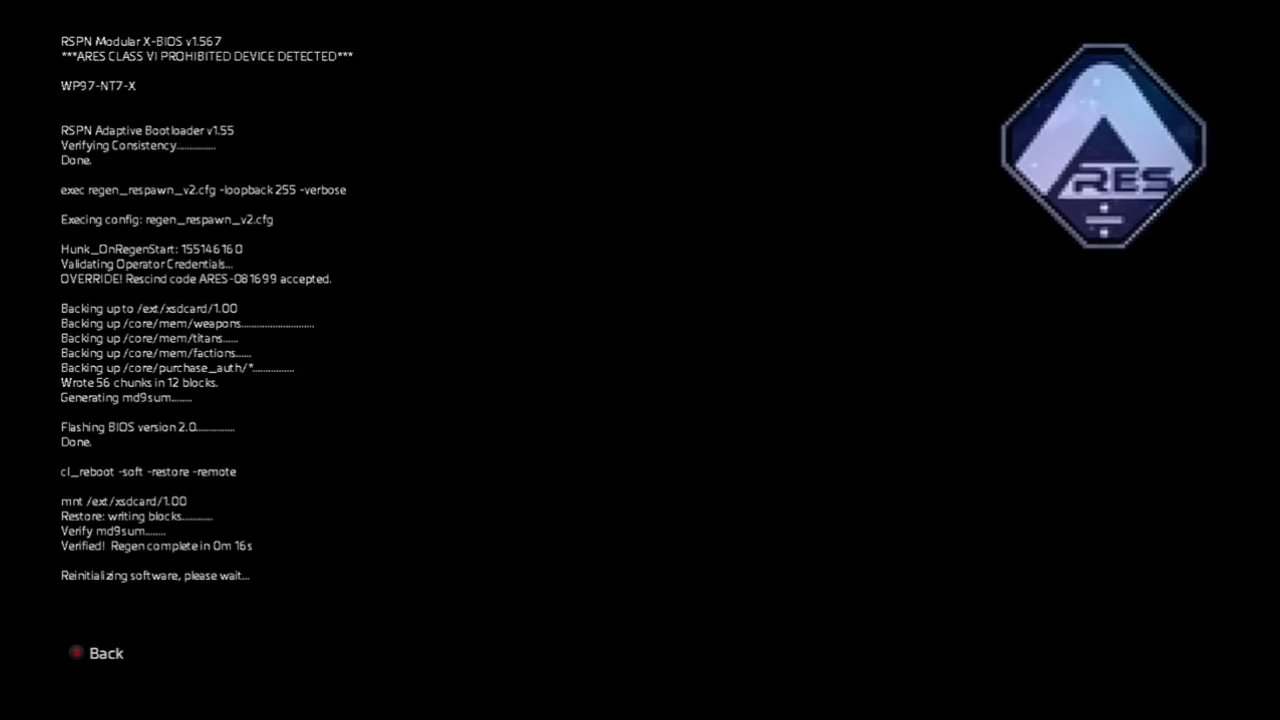 RSPN Modular X-BIOS v1.567
***ARES CLASS VI PROHIBITED DEVICE DETECTED***
WP97-NT7-X
RSPN Adaptive Bootloader v1.55
Verifying Consistency...............
Done.
exec regen_respawn_v2.cfg -loopback 255 -verbose
Execing config: regen_respawn_v2.cfg
Hunk_OnRegenStart: 155146160
Validating Operator Credentials...
OVERRIDE! Rescind code ARES-081699 accepted.
Backing up to /ext/xsdcard/1.00
Backing up /core/mem/weapons............................
Backing up /core/mem/titans......
Backing up /core/mem/factions......
Backing up /core/purchase_auth/*................
Wrote 56 chunks in 12 blocks.
Generating md9sum........
Flashing BIOS version 2.0...............
Done.
cl_reboot -soft -restore -remote
mnt /ext/xsdcard/1.00
Restore: writing blocks............
Verify md9sum........
Verified!  Regen complete in 0m 16s
Reinitializing software, please wait...
Back
ARES